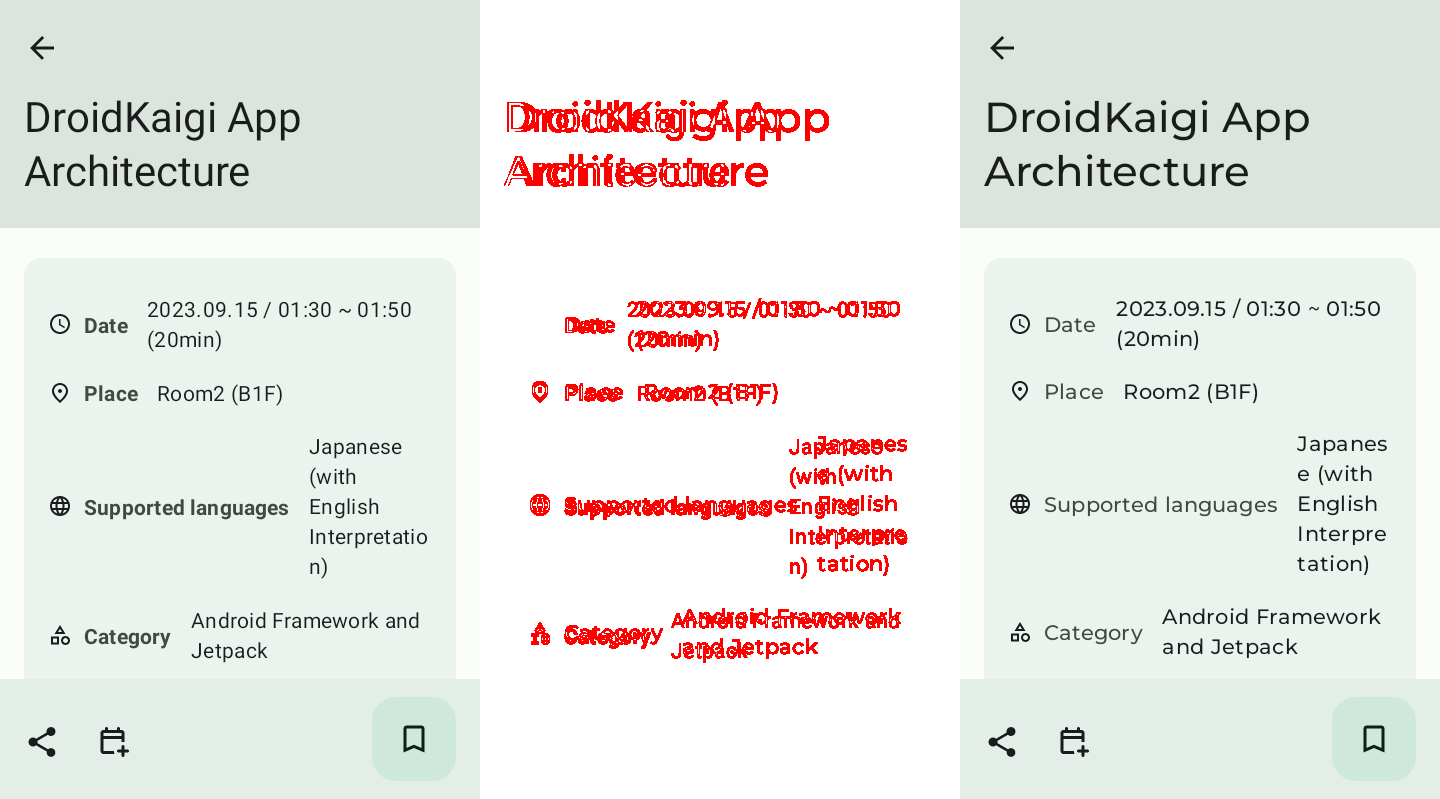 DroidKaigi App
Architecture
Date
2023.09.15 / 01:30 ~ 01:50
(20min)
Place
Room2 (B1F)
Supported languages
Japanese
(with
English
Interpretatio
n)
Category
Android Framework and
Jetpack
n) tation)
DroidKaigi App
Architecture
Date
2023.09.15 / 01:30 ~ 01:50
(20min)
Place
Room2 (B1F)
Supported languages
Japanes
e (with
English
Interpre
tation)
Category
Android Framework
and Jetpack